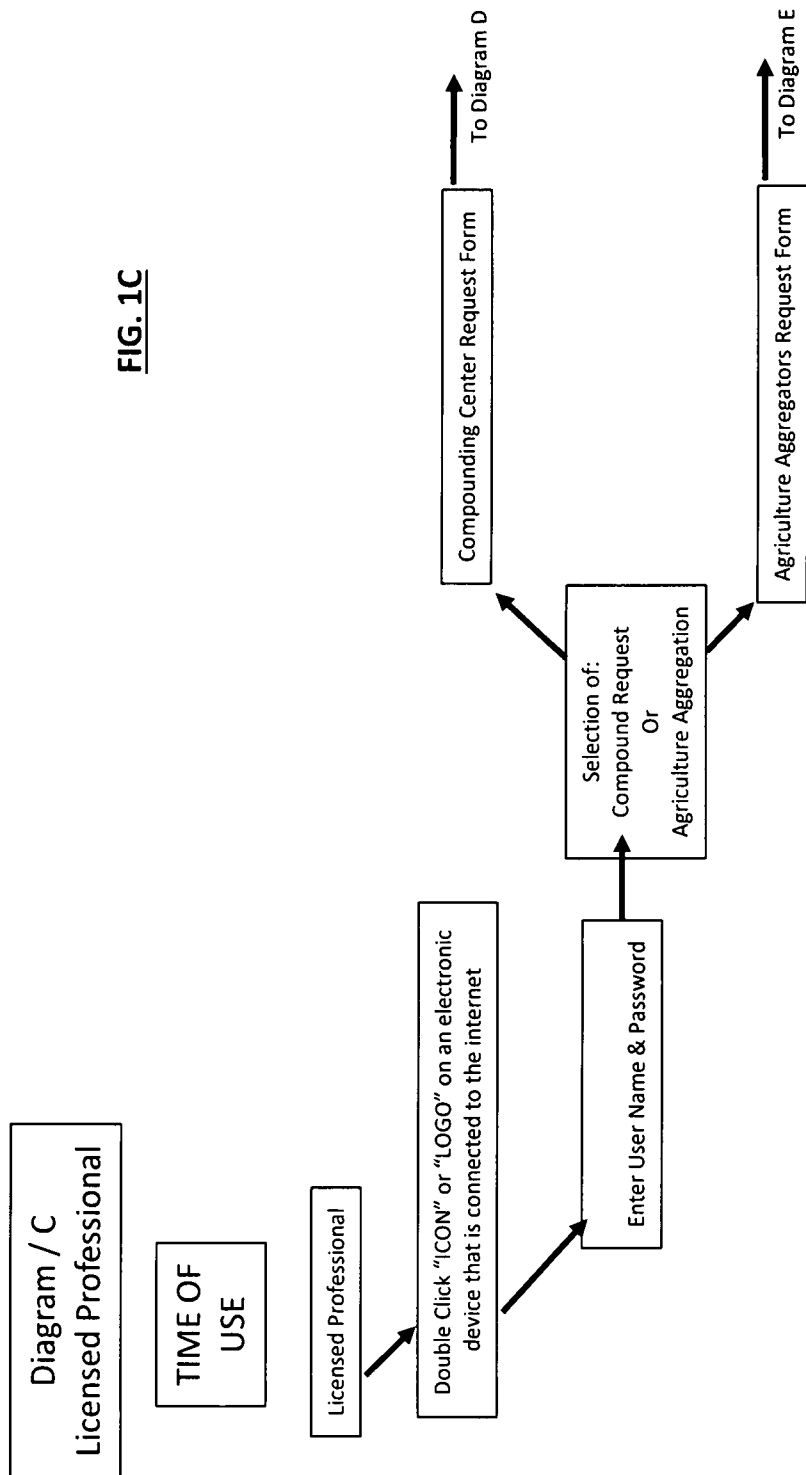 Diagram / C
Licensed Professional
TIME OF
USE
FIG. 1C
Licensed Professional
Double Click "ICON" or "LOGO" on an electronic
device that is connected to the internet
Enter User Name & Password
Selection of:
Compound Request
Or
Agriculture Aggregation
Compounding Center Request Form
To Diagram D
Agriculture Aggregators Request Form
To Diagram E